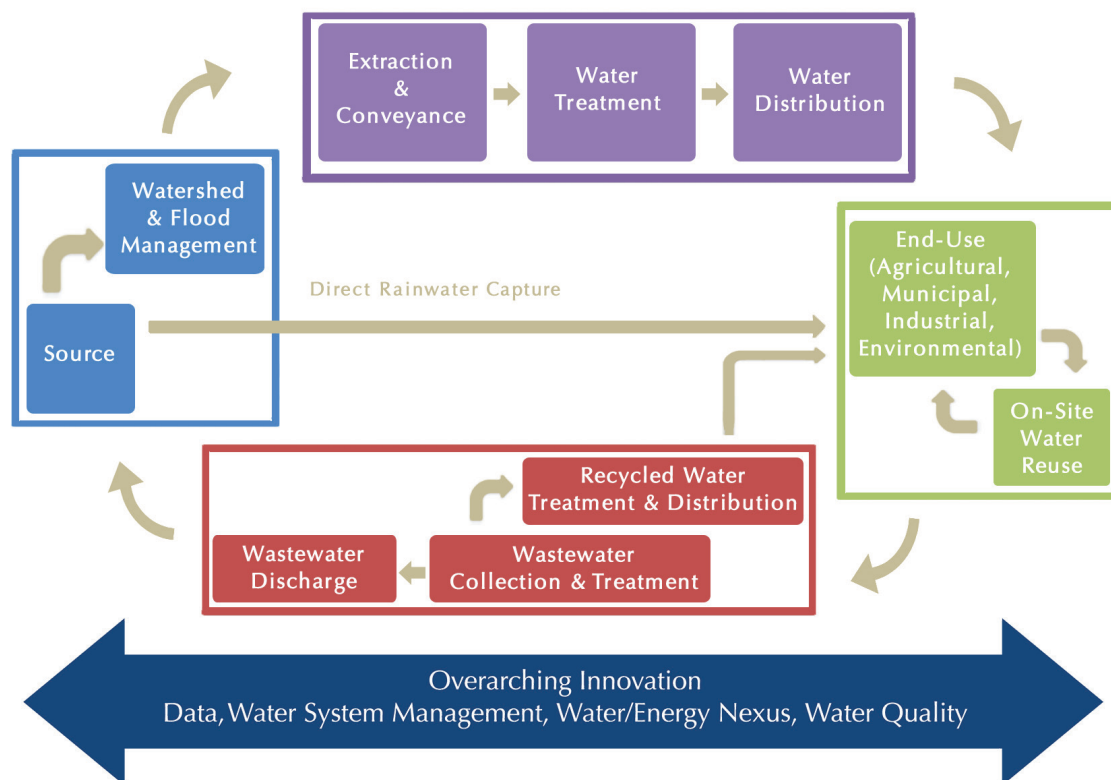 Extraction
&
Conveyance
Water
Treatment
Water
Distribution
Watershed
& Flood
Management
Source
Direct Rainwater Capture
End-Use
(Agricultural,
Municipal,
Industrial,
Environmental)
On-Site
Water
Reuse
Recycled Water
Treatment & Distribution
Wastewater
Discharge
Wastewater
Collection & Treatment
Overarching Innovation
Data, Water System Management, Water/Energy Nexus, Water Quality